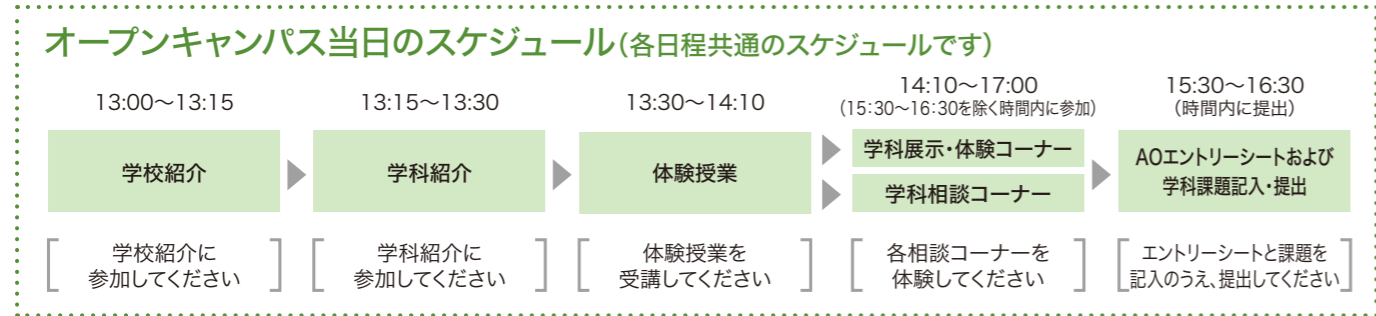 オープンキャンパス当日のスケジュール(各日程共通のスケジュールです)
13:00〜13:15
学校紹介
学校紹介に
参加してください
13:15〜13:30
学科紹介
学科紹介に
参加してください
13:30〜14:10
体験授業
体験授業を
受講してください
14:10〜17:00
(15:30〜16:30を除く時間内に参加)
学科展示・体験コーナー
学科相談コーナー
各相談コーナーを
体験してください
15:30〜16:30
(時間内に提出)
AOエントリーシートおよび
学科課題記入・提出
エントリーシートと課題を
記入のうえ、提出してください